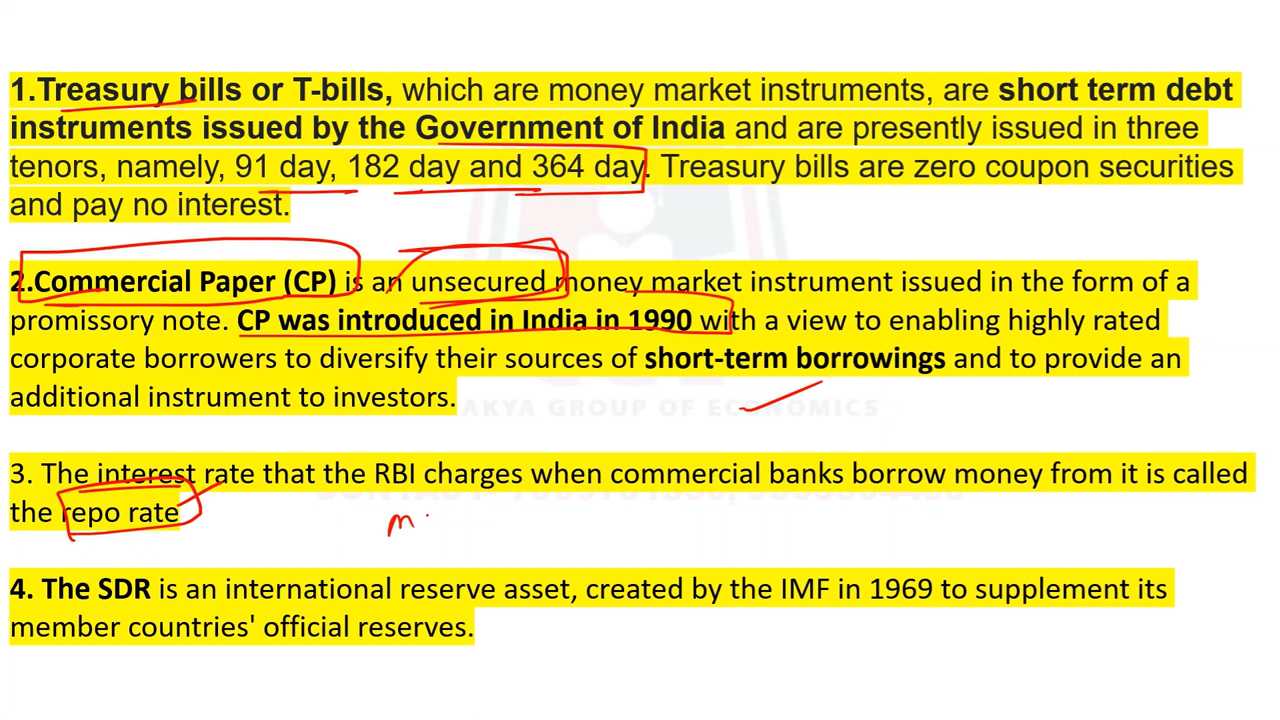 1.Treasury bills or T-bills, which are money market instruments, are short term debt
instruments issued by the Government of India and are presently issued in three
tenors, namely, 91 day, 182 day and 364 day. Treasury bills are zero coupon securities
and pay no interest.
2.Commercial Paper (CP) is an unsecured money market instrument issued in the form of a
promissory note. CP was introduced in India in 1990 with a view to enabling highly rated
corporate borrowers to diversify their sources of short-term borrowings and to provide an
additional instrument to investors.
AKYA GROUP OF ECONOMICS
3. The interest rate that the RBI charges when commercial banks borrow money from it is called
the repo rate
m
4. The SDR is an international reserve asset, created by the IMF in 1969 to supplement its
member countries' official reserves.